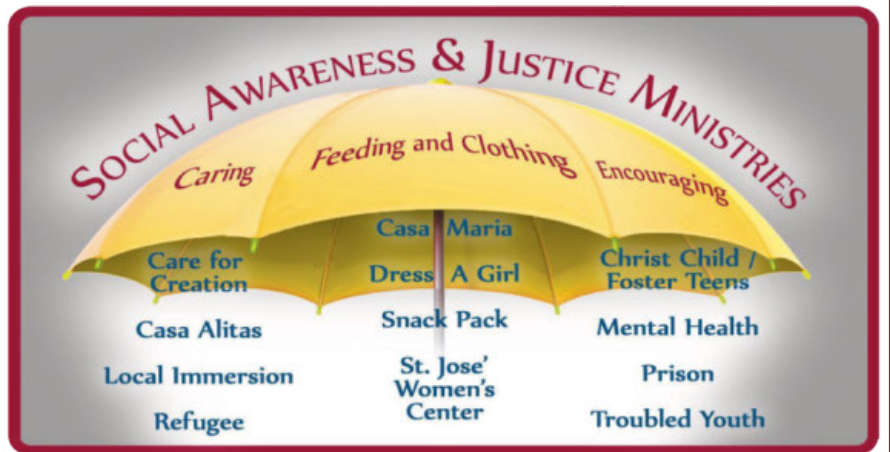 SOCIAL AWARENESS & JUSTICE MINISTRIES
Caring
Feeding and Clothing
Encouraging
Care for
Creation
Casa Alitas
Local Immersion
Refugee
Casa Maria
Dress A Girl
Snack Pack
St. Jose'
Women's
Center
Christ Child /
Foster Teens
Mental Health
Prison
Troubled Youth